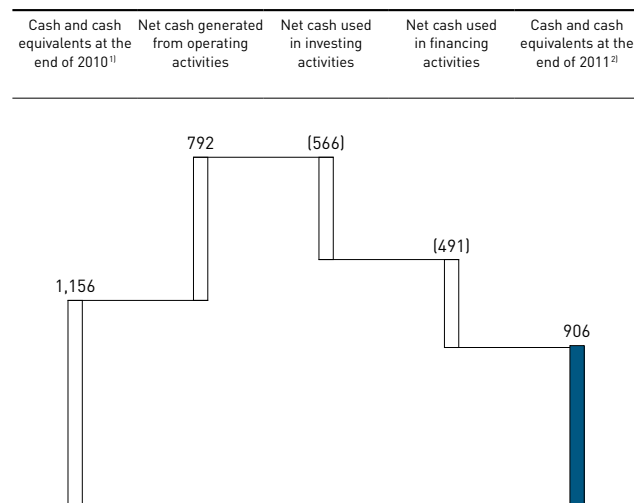 Cash and cash
equivalents at the
end of 2010¹⁾
Net cash generated
from operating
activities
Net cash used
in investing
activities
Net cash used
in financing
activities
Cash and cash
equivalents at the
end of 2011²⁾
792
(566)
(491)
1,156
906